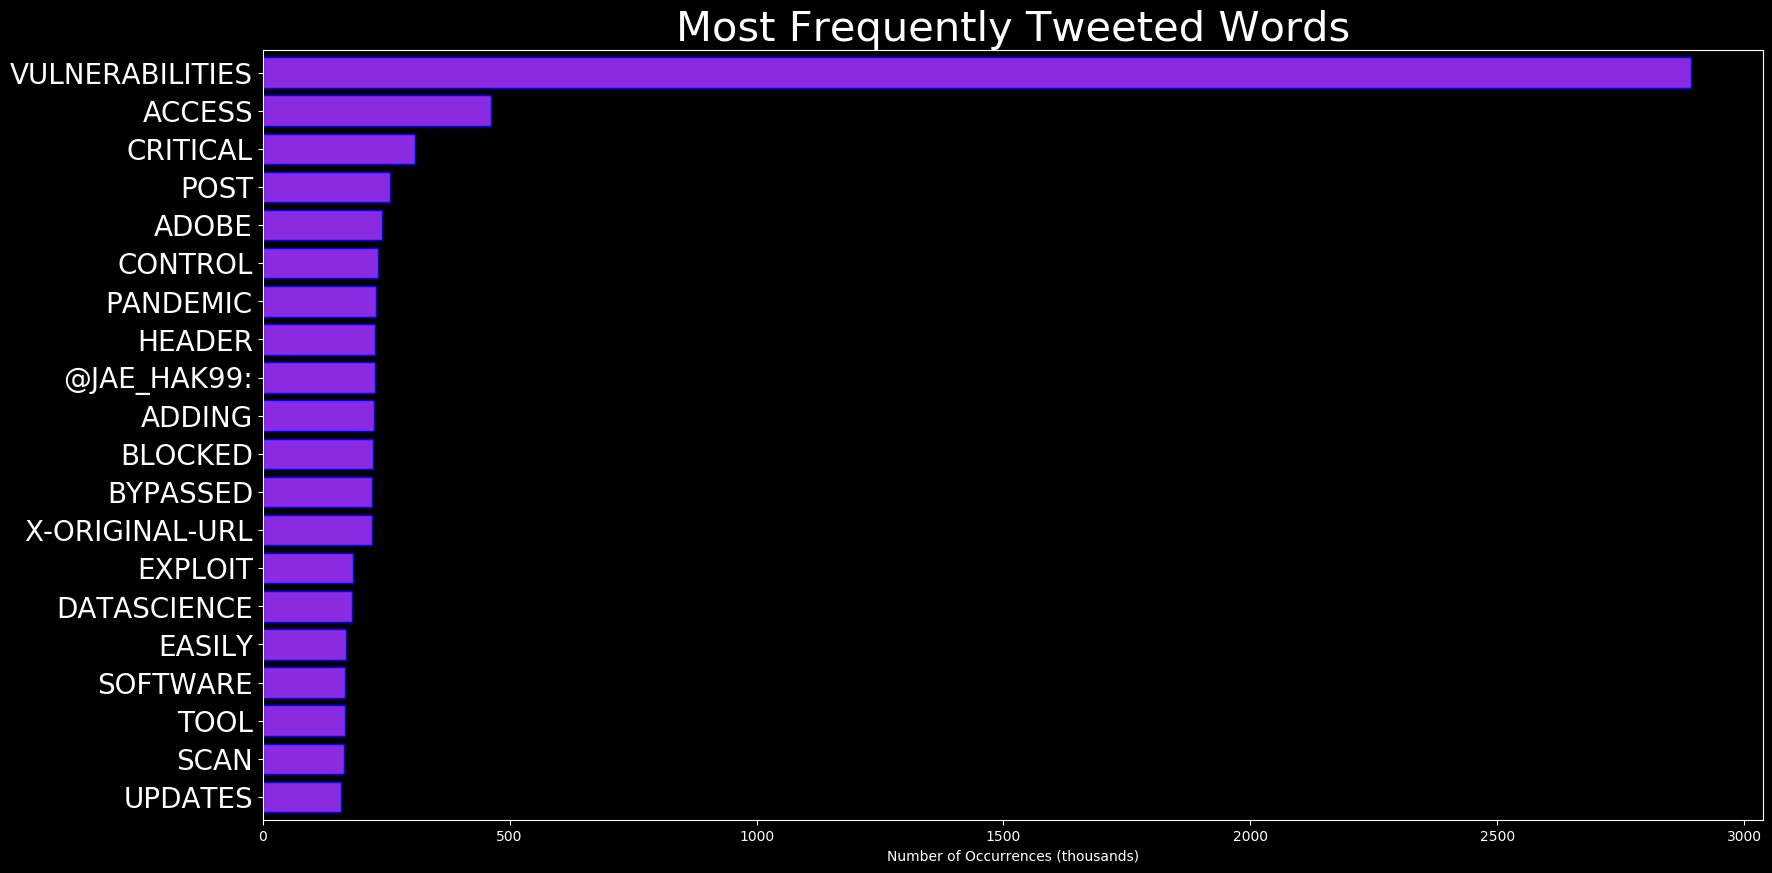 Most Frequently Tweeted Words
VULNERABILITIES
ACCESS
CRITICAL
POST
ADOBE
CONTROL
PANDEMIC
HEADER
@JAE_HAK99:
ADDING
BLOCKED
BYPASSED
X-ORIGINAL-URL
EXPLOIT
DATASCIENCE
EASILY
SOFTWARE
TOOL
SCAN
UPDATES
0 500 1000 1500 2000 2500 3000
Number of Occurrences (thousands)